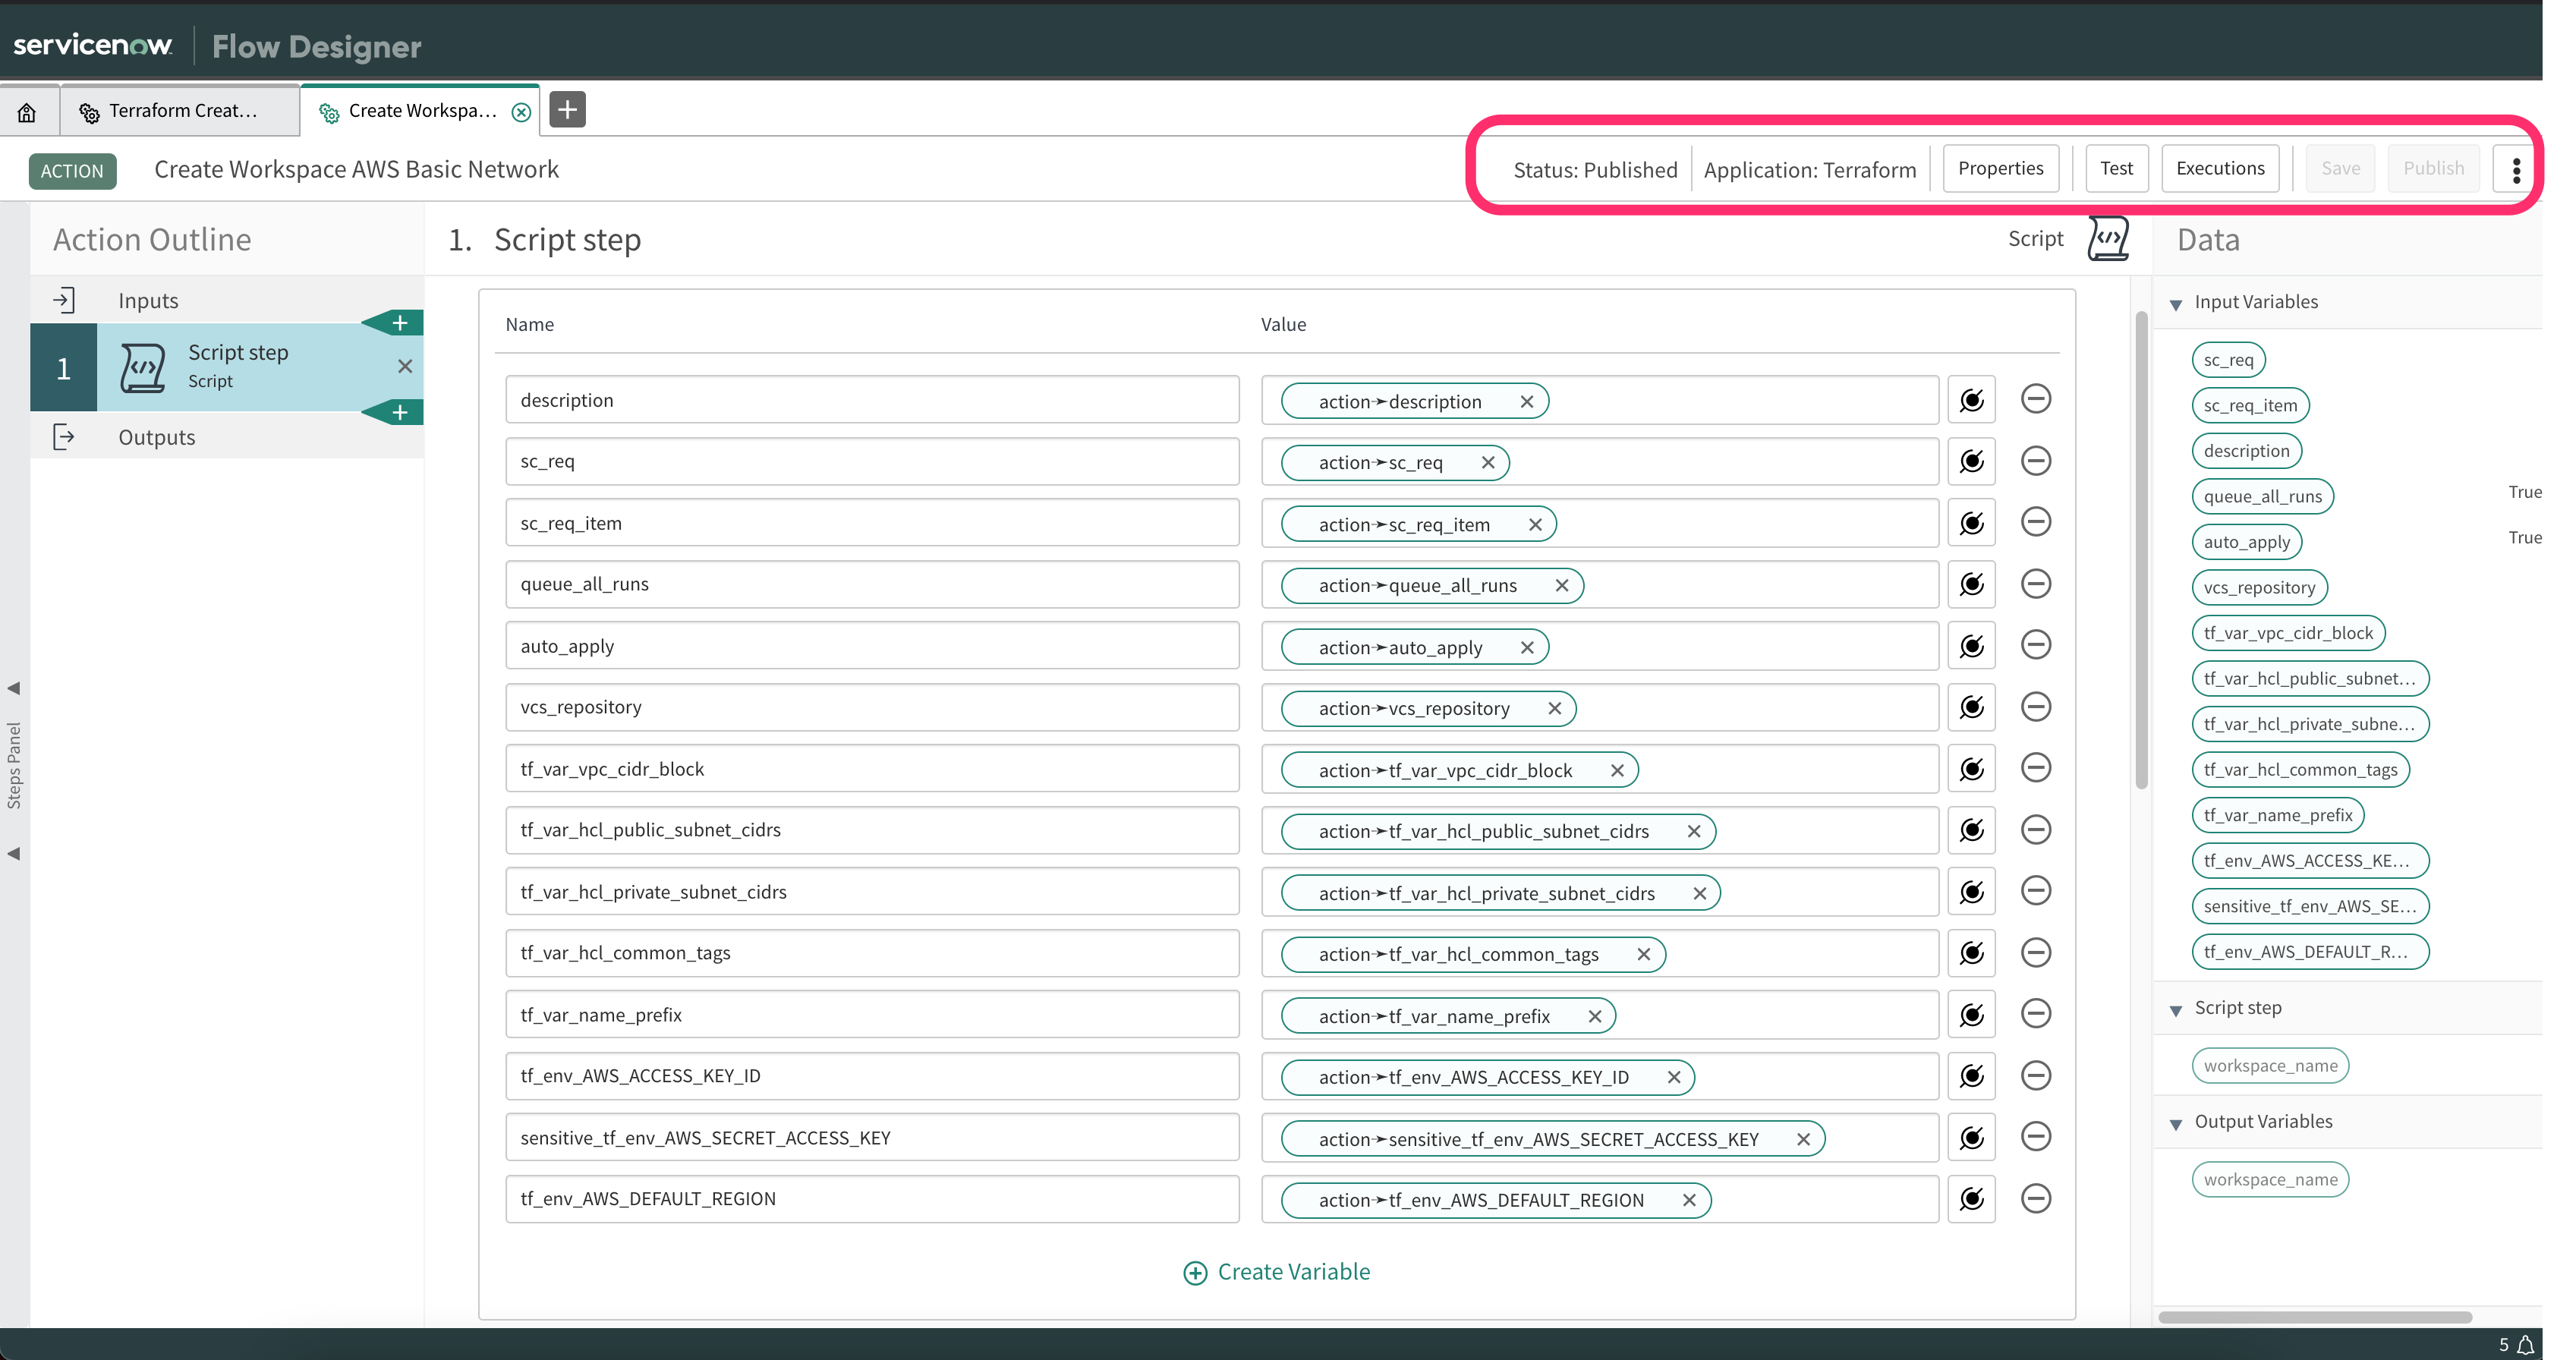 servicenow Flow Designer
Terraform Creat...
Create Workspa...
ACTION Create Workspace AWS Basic Network
Status: Published Application: Terraform Properties Test Executions Save Publish
Action Outline
Inputs
1 Script step
Script
Outputs
Steps Panel
1. Script step
Script
Name Value
description action➛description
sc_req action➛sc_req
sc_req_item action➛sc_req_item
queue_all_runs action➛queue_all_runs
auto_apply action➛auto_apply
vcs_repository action➛vcs_repository
tf_var_vpc_cidr_block action➛tf_var_vpc_cidr_block
tf_var_hcl_public_subnet_cidrs action➛tf_var_hcl_public_subnet_cidrs
tf_var_hcl_private_subnet_cidrs action➛tf_var_hcl_private_subnet_cidrs
tf_var_hcl_common_tags action➛tf_var_hcl_common_tags
tf_var_name_prefix action➛tf_var_name_prefix
tf_env_AWS_ACCESS_KEY_ID action➛tf_env_AWS_ACCESS_KEY_ID
sensitive_tf_env_AWS_SECRET_ACCESS_KEY action➛sensitive_tf_env_AWS_SECRET_ACCESS_KEY
tf_env_AWS_DEFAULT_REGION action➛tf_env_AWS_DEFAULT_REGION
Create Variable
Data
Input Variables
sc_req
sc_req_item
description
queue_all_runs True
auto_apply True
vcs_repository
tf_var_vpc_cidr_block
tf_var_hcl_public_subnet...
tf_var_hcl_private_subne...
tf_var_hcl_common_tags
tf_var_name_prefix
tf_env_AWS_ACCESS_KE...
sensitive_tf_env_AWS_SE...
tf_env_AWS_DEFAULT_R...
Script step
workspace_name
Output Variables
workspace_name
5